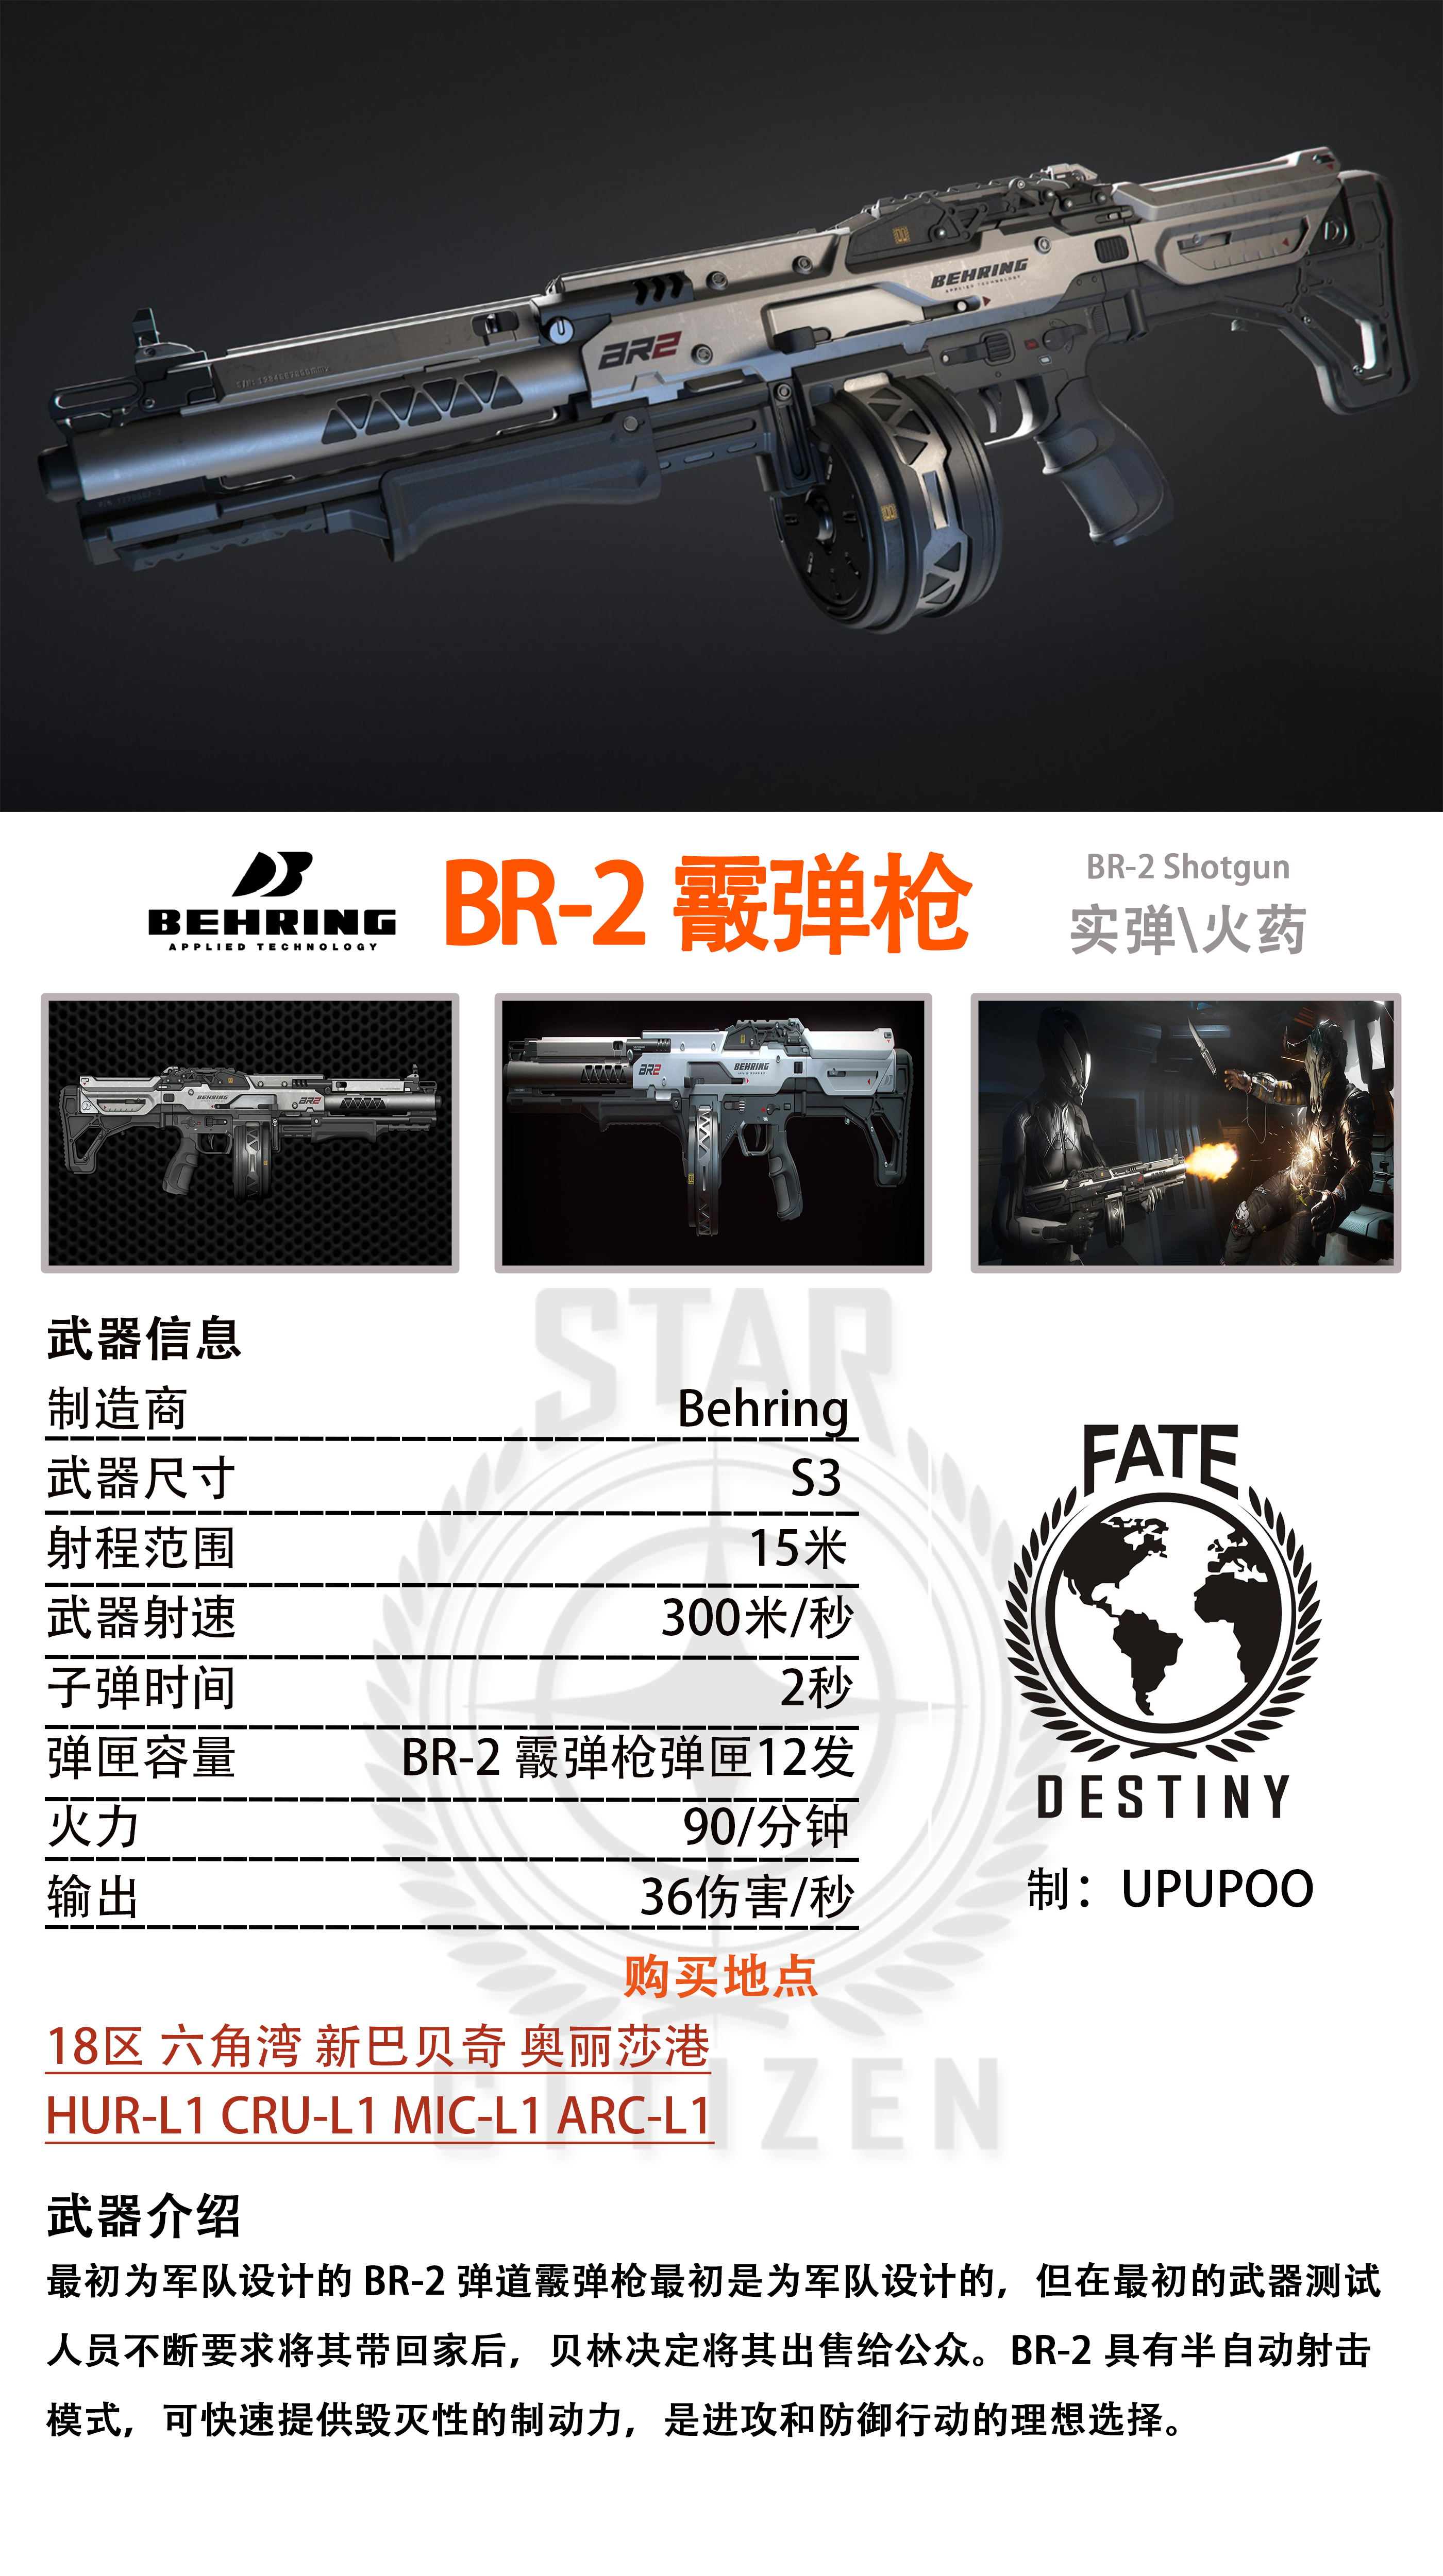 BEHRING
APPLIED TECHNOLOGY
BR2
BEHRING
APPLIED TECHNOLOGY
BR-2 霰弹枪
BR-2 Shotgun
实弹\火药
BEHRING
BR2
BR2
BEHRING
STAR
CITIZEN
武器信息
制造商 Behring
武器尺寸 S3
射程范围 15米
武器射速 300米/秒
子弹时间 2秒
弹匣容量 BR-2 霰弹枪弹匣12发
火力 90/分钟
输出 36伤害/秒
FATE
DESTINY
制：UPUPOO
购买地点
18区 六角湾 新巴贝奇 奥丽莎港
HUR-L1 CRU-L1 MIC-L1 ARC-L1
武器介绍
最初为军队设计的 BR-2 弹道霰弹枪最初是为军队设计的，但在最初的武器测试
人员不断要求将其带回家后，贝林决定将其出售给公众。BR-2 具有半自动射击
模式，可快速提供毁灭性的制动力，是进攻和防御行动的理想选择。